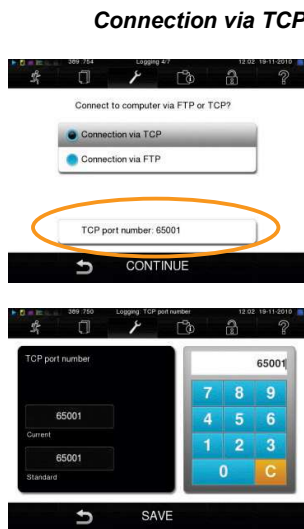 Connection via TCP
389 :754 Logging 4/7 12:02 19-11-2010
Connect to computer via FTP or TCP?
Connection via TCP
Connection via FTP
TCP port number: 65001
CONTINUE
389 :750 Logging: TCP port number 12:02 19-11-2010
TCP port number
65001
65001
Current
65001
Standard
7 8 9
4 5 6
1 2 3
0 C
SAVE